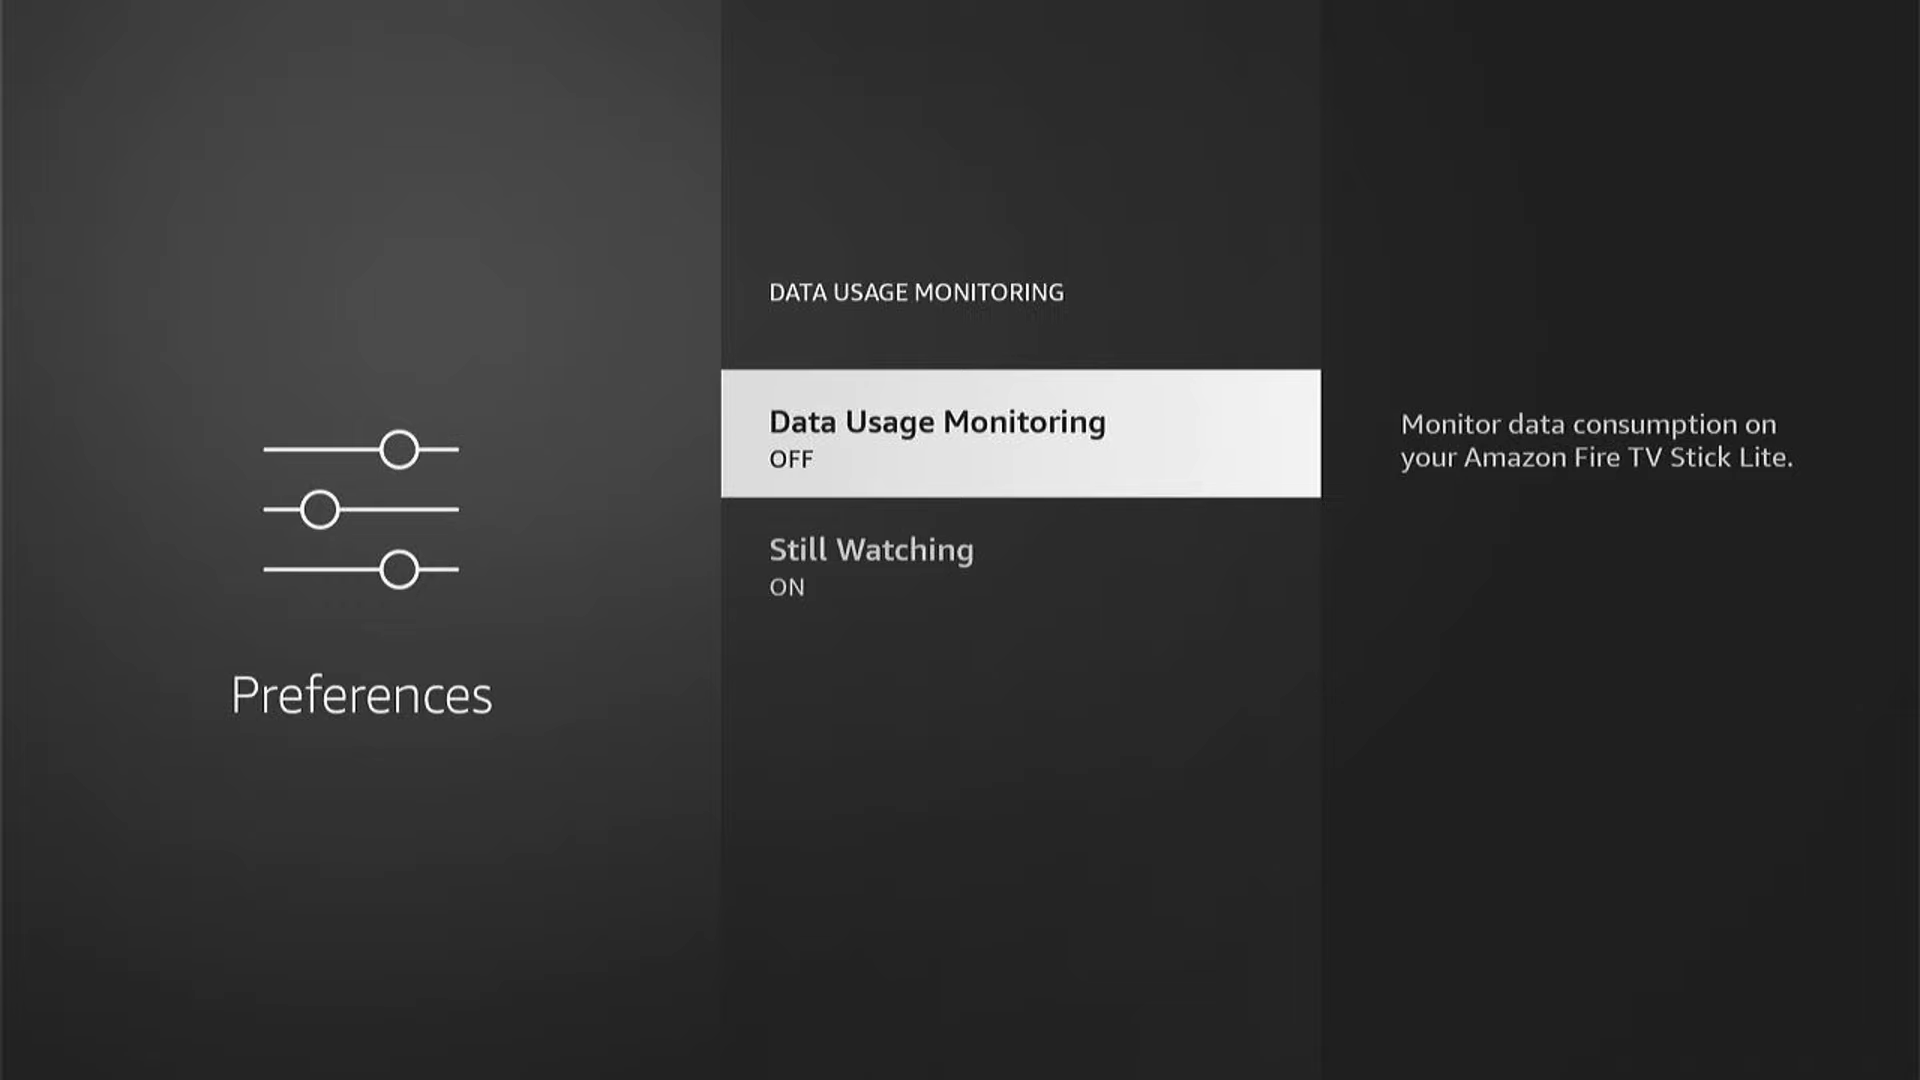 DATA USAGE MONITORING
Data Usage Monitoring
OFF
Still Watching
ON
Monitor data consumption on
your Amazon Fire TV Stick Lite.
Preferences